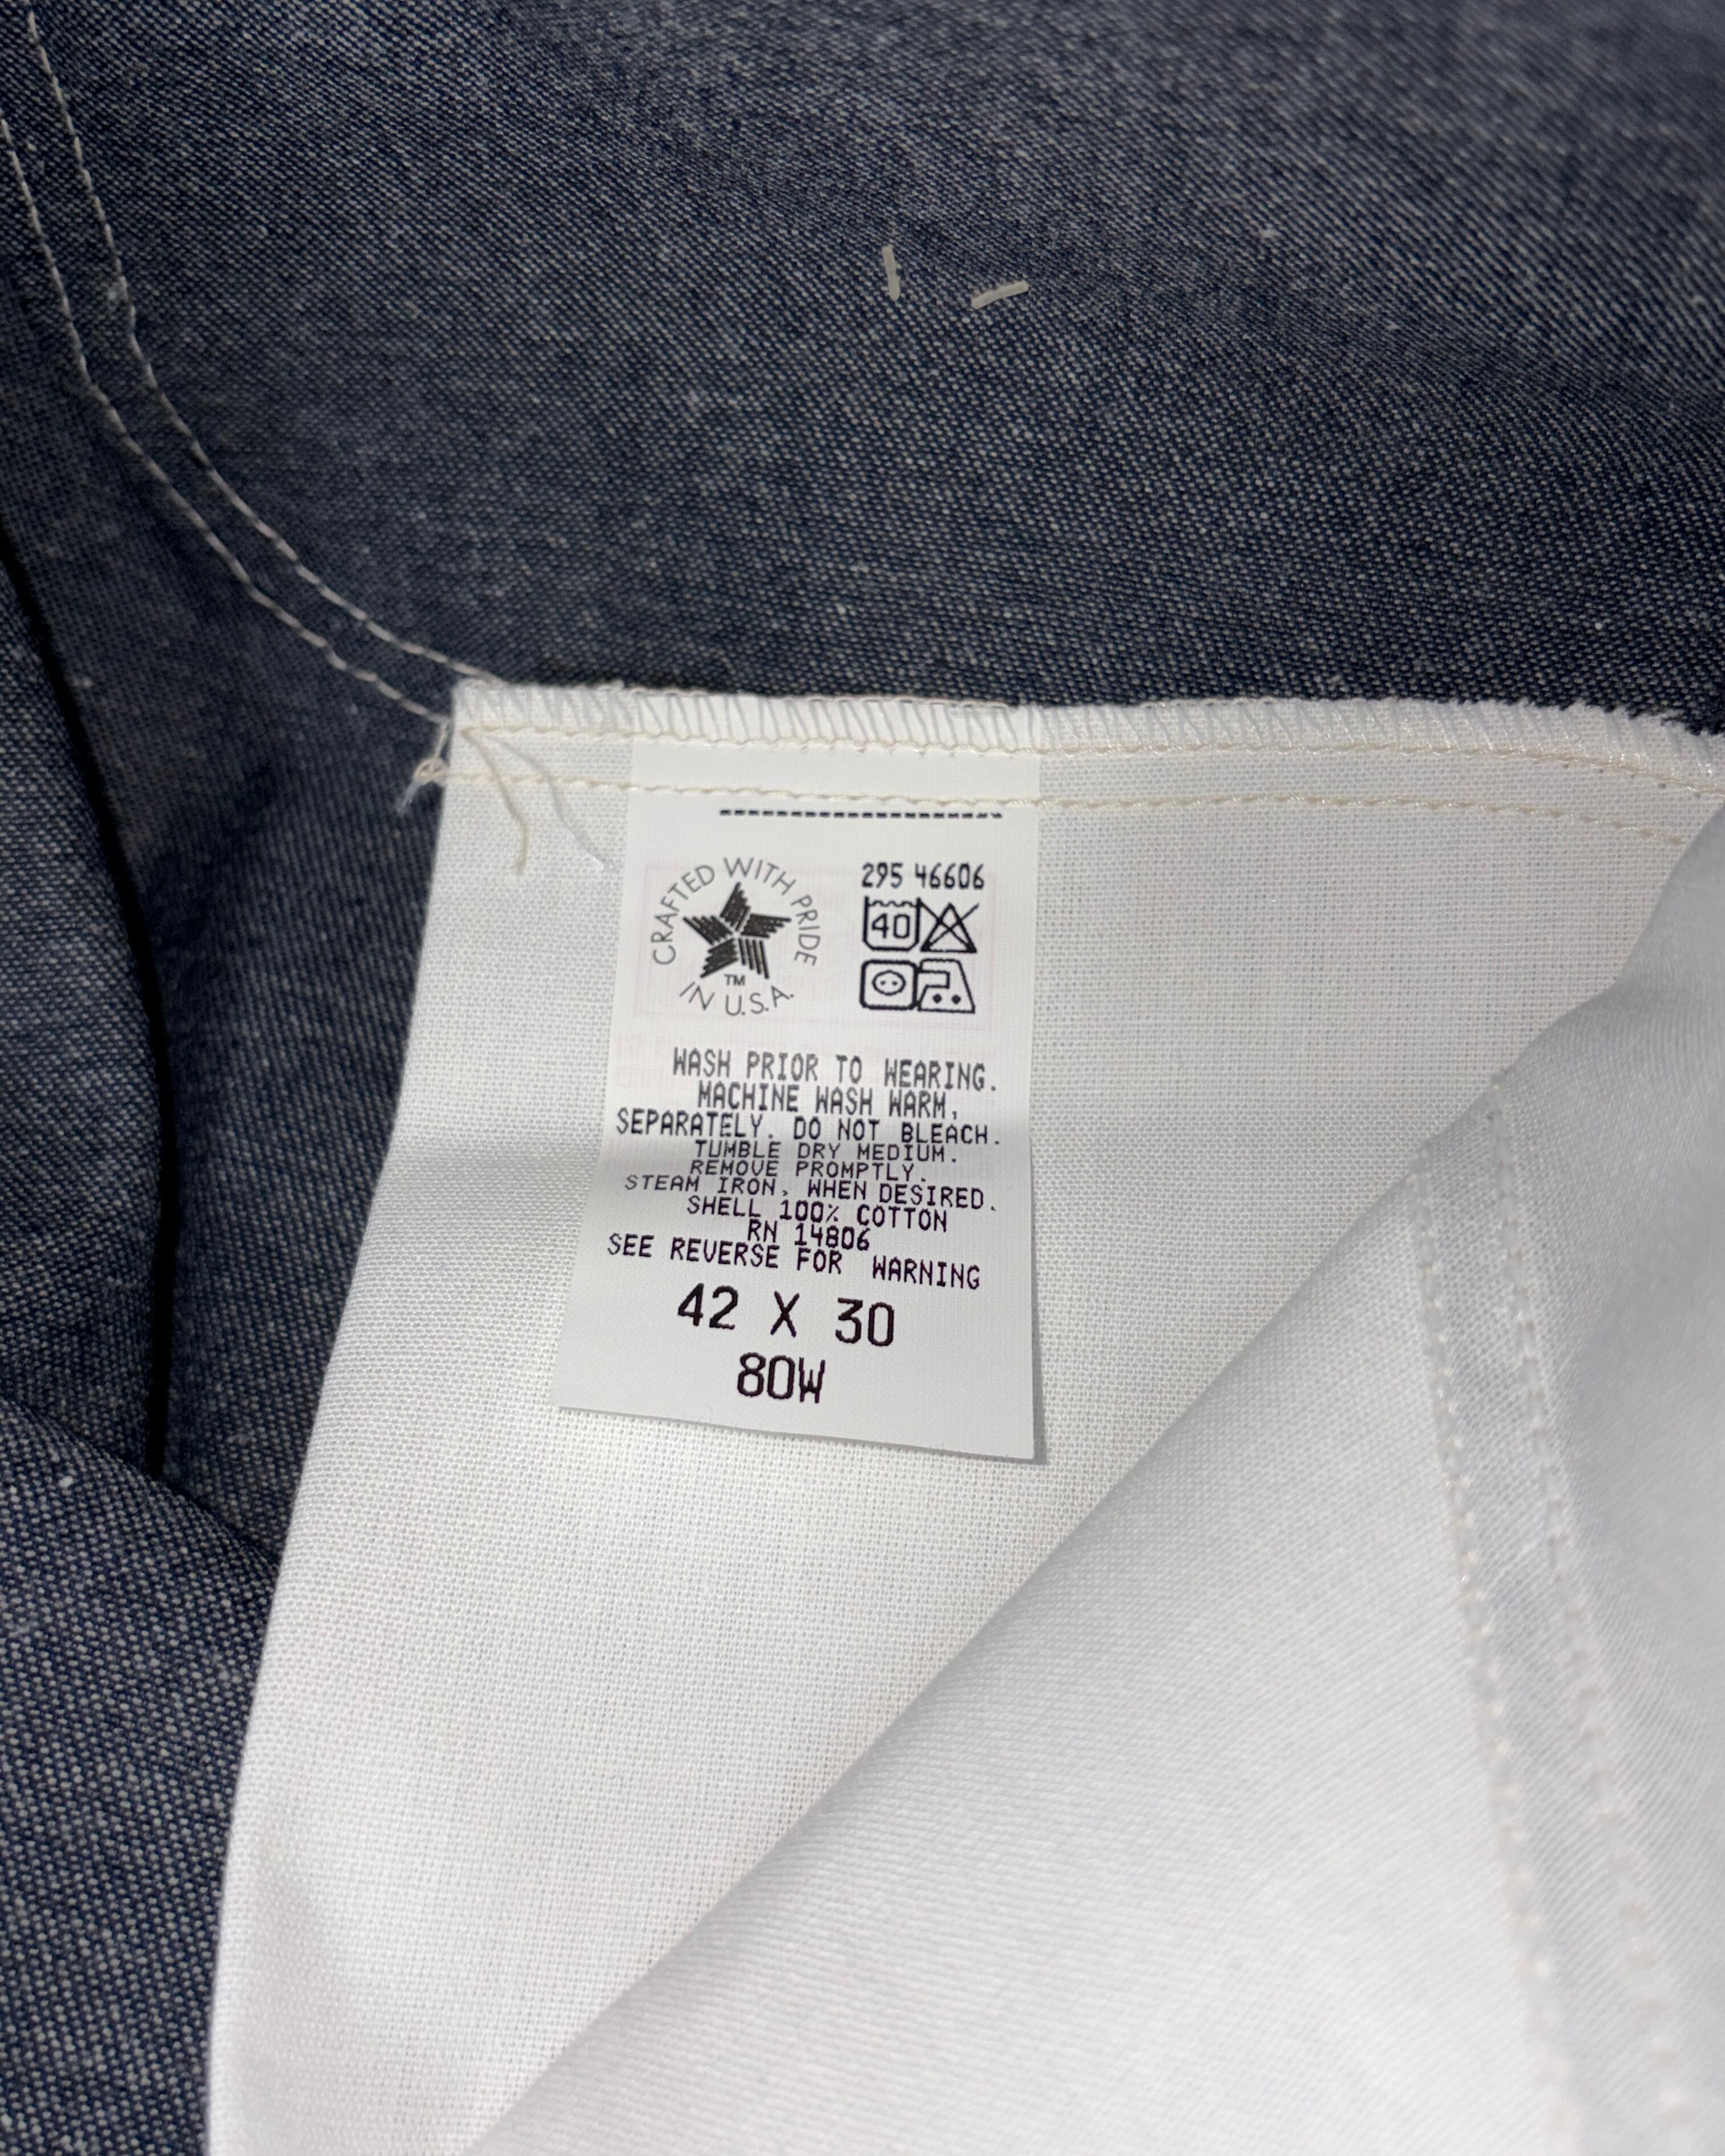 CRAFTED WITH PRIDE
TM
IN U.S.A.
295 46606
40
WASH PRIOR TO WEARING.
MACHINE WASH WARM,
SEPARATELY. DO NOT BLEACH.
TUMBLE DRY MEDIUM.
REMOVE PROMPTLY.
STEAM IRON, WHEN DESIRED.
SHELL 100% COTTON
RN 14806
SEE REVERSE FOR WARNING
42 X 30
80W